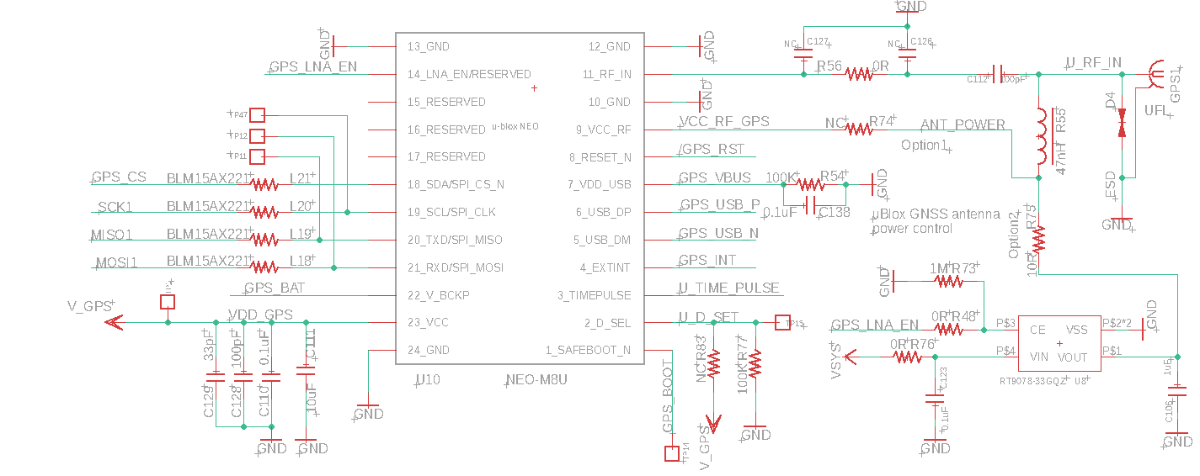 GND
NC C127
NC C126
GND 13_GND 12_GND GND
GPS_LNA_EN 14_LNA_EN/RESERVED 11_RF_IN R56 0R C112 100pF U_RF_IN GPS1
UFL
15_RESERVED 10_GND GND
TP47 16_RESERVED u-blox NEO 9_VCC_RF VCC_RF_GPS NC R74 ANT_POWER
Option1
D4
R55
47nH
TP12
TP11 17_RESERVED 8_RESET_N /GPS_RST
GPS_CS BLM15AX221 L21 18_SDA/SPI_CS_N 7_VDD_USB GPS_VBUS 100K R54 GND
0.1uF C138
ESD
GND
SCK1 BLM15AX221 L20 19_SCL/SPI_CLK 6_USB_DP GPS_USB_P
µBlox GNSS antenna
power control
Option2
R75
10R
MISO1 BLM15AX221 L19 20_TXD/SPI_MISO 5_USB_DM GPS_USB_N
MOSI1 BLM15AX221 L18 21_RXD/SPI_MOSI 4_EXTINT GPS_INT
GND 1M R73
GPS_BAT 22_V_BCKP 3_TIMEPULSE U_TIME_PULSE
V_GPS VDD_GPS 23_VCC 2_D_SEL U_D_SET TP15
GPS_LNA_EN 0R R48 P$3 CE VSS P$2*2 GND
VSYS 0R R76 P$4 VIN VOUT P$1
RT9078-33GQZ U8
24_GND 1_SAFEBOOT_N
U10 NEO-M8U
33pF
C129
100pF
C128
0.1uF
C110
C111
10uF
GND
GND
GND
GPS_BOOT
TP14
NC R83
V_GPS
100K R77
GND
C123
0.1uF
GND
1uF
C106
GND